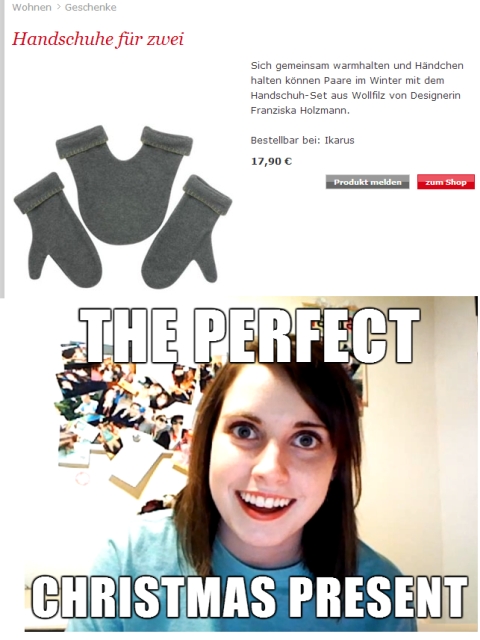 Wohnen > Geschenke
Handschuhe für zwei
Sich gemeinsam warmhalten und Händchen
halten können Paare im Winter mit dem
Handschuh-Set aus Wollfilz von Designerin
Franziska Holzmann.
Bestellbar bei: Ikarus
17,90 €
Produkt melden zum Shop
THE PERFECT
CHRISTMAS PRESENT